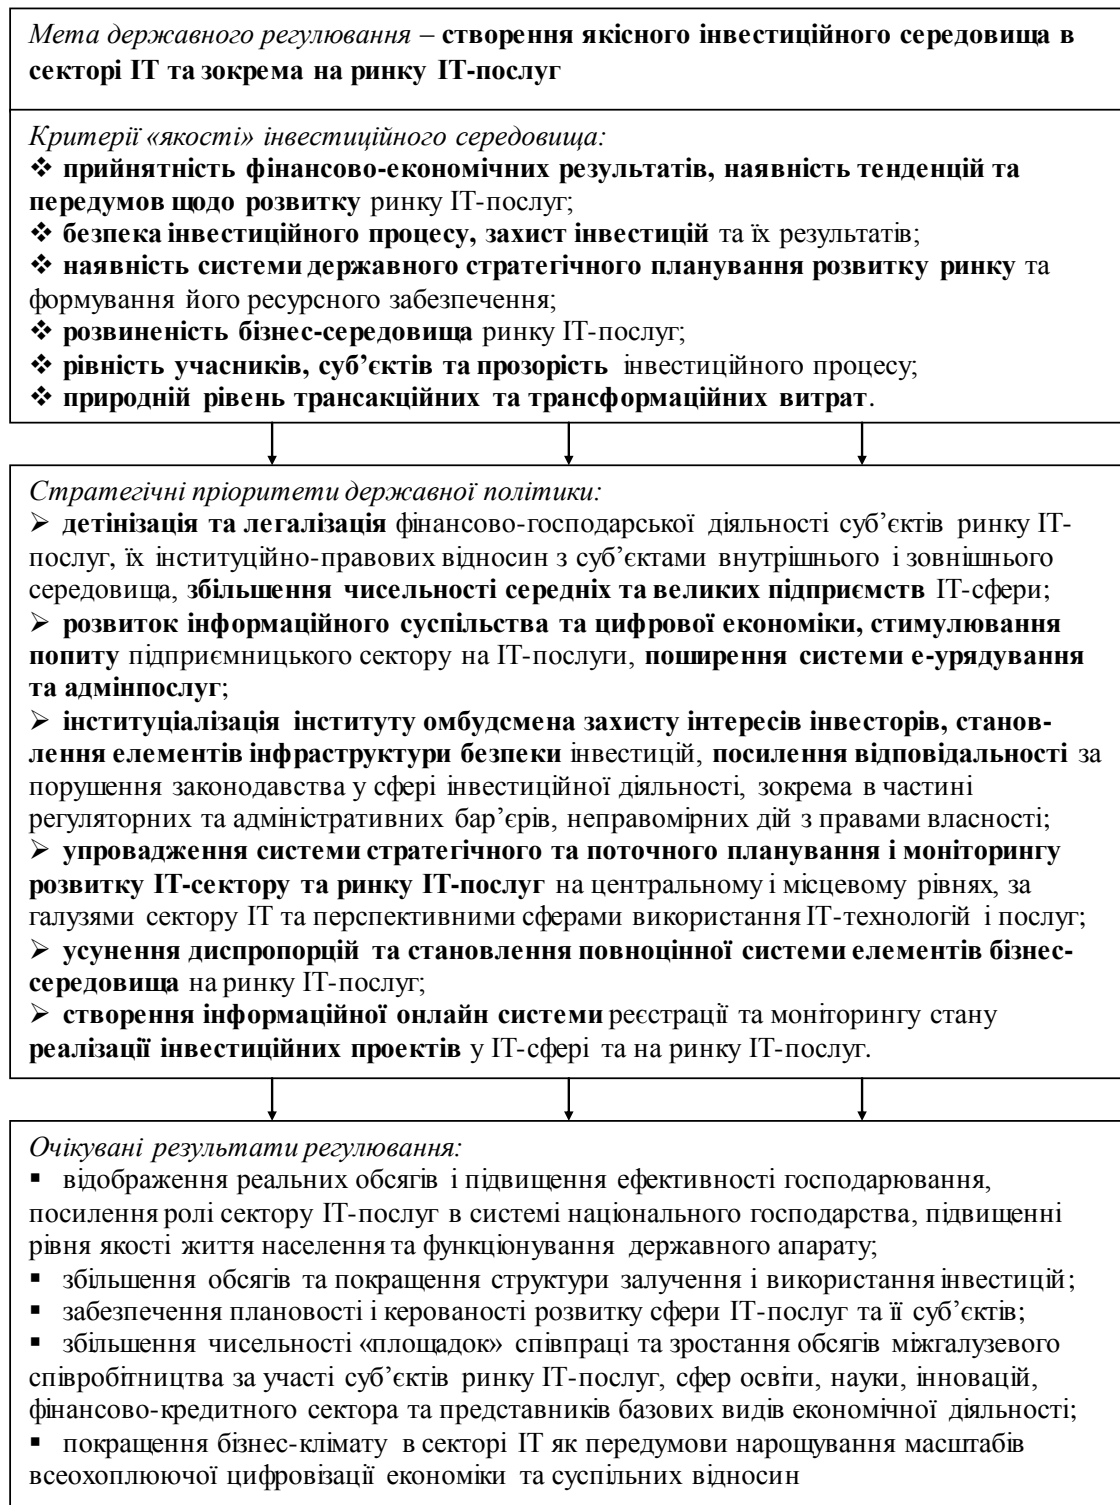 Мета державного регулювання – створення якісного інвестиційного середовища в
секторі ІТ та зокрема на ринку ІТ-послуг
Критерії «якості» інвестиційного середовища:
❖ прийнятність фінансово-економічних результатів, наявність тенденцій та
передумов щодо розвитку ринку ІТ-послуг;
❖ безпека інвестиційного процесу, захист інвестицій та їх результатів;
❖ наявність системи державного стратегічного планування розвитку ринку та
формування його ресурсного забезпечення;
❖ розвиненість бізнес-середовища ринку ІТ-послуг;
❖ рівність учасників, суб’єктів та прозорість інвестиційного процесу;
❖ природній рівень трансакційних та трансформаційних витрат.
Стратегічні пріоритети державної політики:
➢ детінізація та легалізація фінансово-господарської діяльності суб’єктів ринку ІТ-
послуг, їх інституційно-правових відносин з суб’єктами внутрішнього і зовнішнього
середовища, збільшення чисельності середніх та великих підприємств ІТ-сфери;
➢ розвиток інформаційного суспільства та цифрової економіки, стимулювання
попиту підприємницького сектору на ІТ-послуги, поширення системи е-урядування
та адмінпослуг;
➢ інституціалізація інституту омбудсмена захисту інтересів інвесторів, станов-
лення елементів інфраструктури безпеки інвестицій, посилення відповідальності за
порушення законодавства у сфері інвестиційної діяльності, зокрема в частині
регуляторних та адміністративних бар’єрів, неправомірних дій з правами власності;
➢ упровадження системи стратегічного та поточного планування і моніторингу
розвитку ІТ-сектору та ринку ІТ-послуг на центральному і місцевому рівнях, за
галузями сектору ІТ та перспективними сферами використання ІТ-технологій і послуг;
➢ усунення диспропорцій та становлення повноцінної системи елементів бізнес-
середовища на ринку ІТ-послуг;
➢ створення інформаційної онлайн системи реєстрації та моніторингу стану
реалізації інвестиційних проектів у ІТ-сфері та на ринку ІТ-послуг.
Очікувані результати регулювання:
▪ відображення реальних обсягів і підвищення ефективності господарювання,
посилення ролі сектору ІТ-послуг в системі національного господарства, підвищенні
рівня якості життя населення та функціонування державного апарату;
▪ збільшення обсягів та покращення структури залучення і використання інвестицій;
▪ забезпечення плановості і керованості розвитку сфери ІТ-послуг та її суб’єктів;
▪ збільшення чисельності «площадок» співпраці та зростання обсягів міжгалузевого
співробітництва за участі суб’єктів ринку ІТ-послуг, сфер освіти, науки, інновацій,
фінансово-кредитного сектора та представників базових видів економічної діяльності;
▪ покращення бізнес-клімату в секторі ІТ як передумови нарощування масштабів
всеохоплюючої цифровізації економіки та суспільних відносин